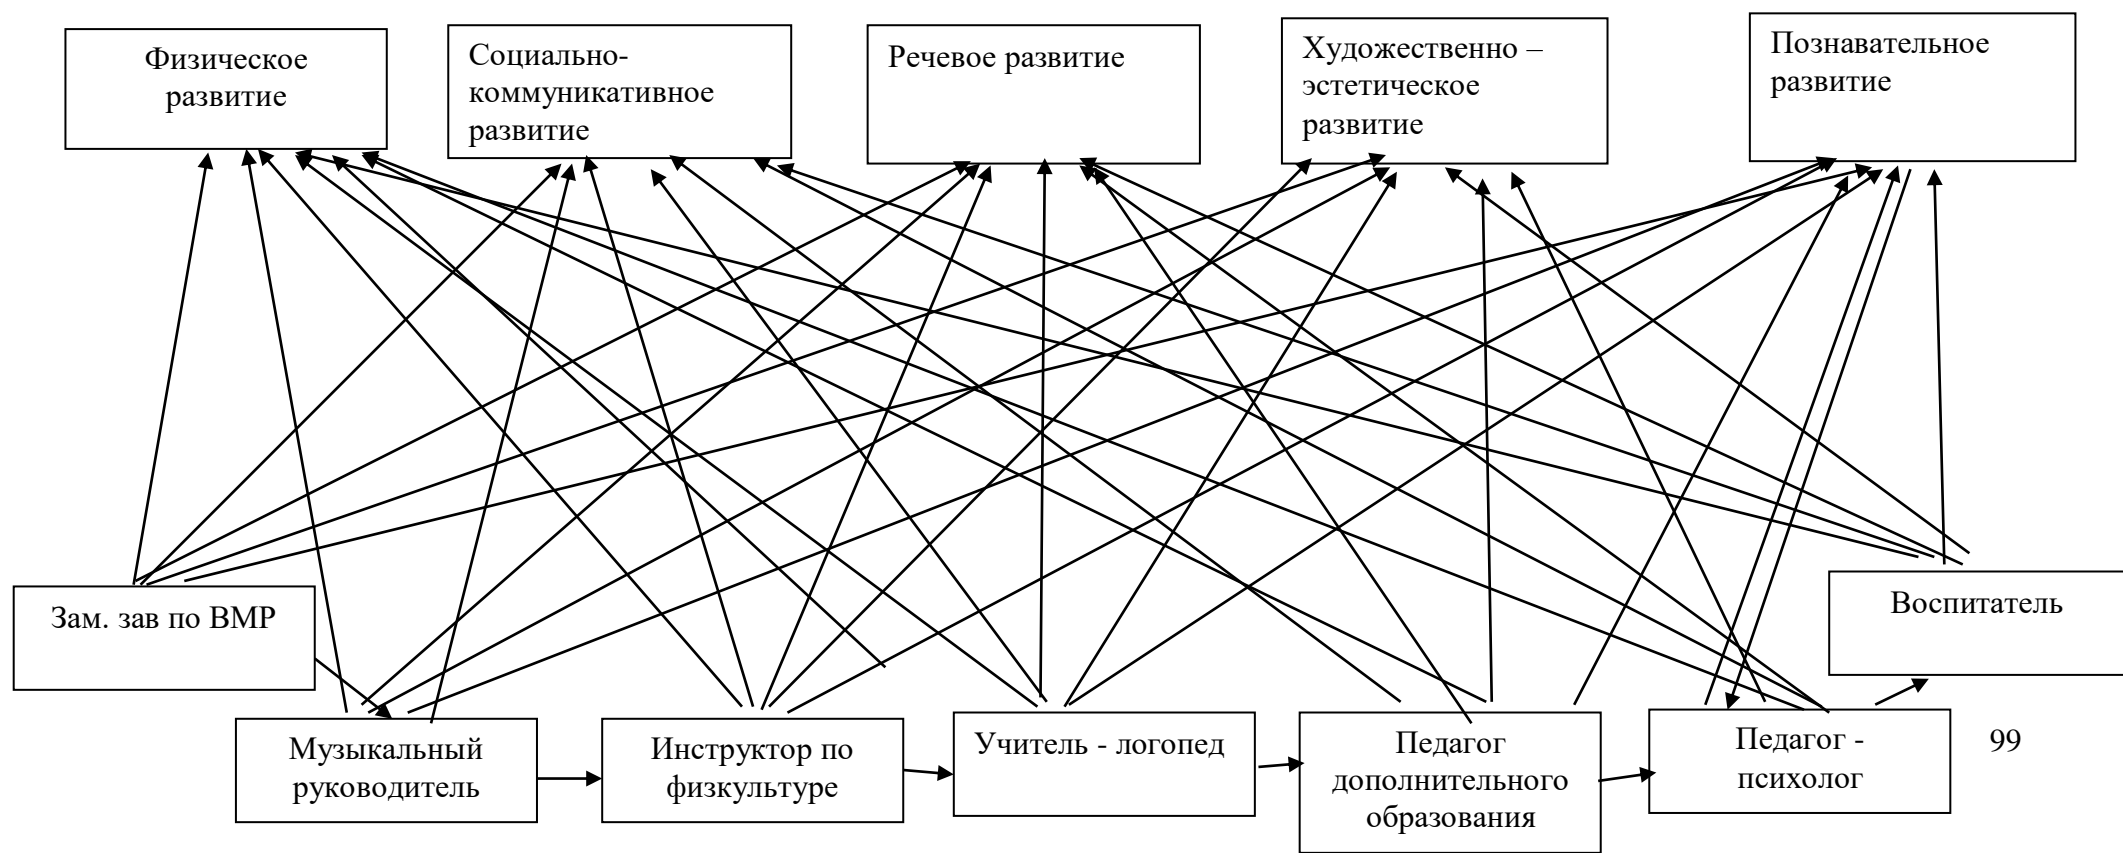 Физическое
развитие
Социально-
коммуникативное
развитие
Речевое развитие
Художественно –
эстетическое
развитие
Познавательное
развитие
Зам. зав по ВМР
Воспитатель
Музыкальный
руководитель
Инструктор по
физкультуре
Учитель - логопед
Педагог
дополнительного
образования
Педагог -
психолог
99